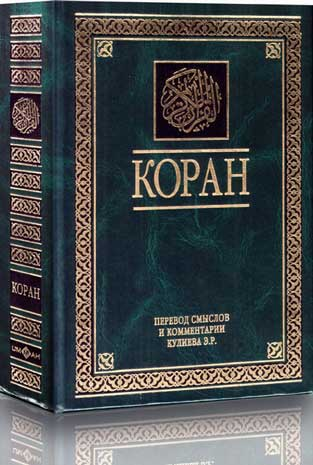 КОРАН
ПЕРЕВОД СМЫСЛОВ
И КОММЕНТАРИИ
КУЛИЕВА Э.Р.
КОРАН